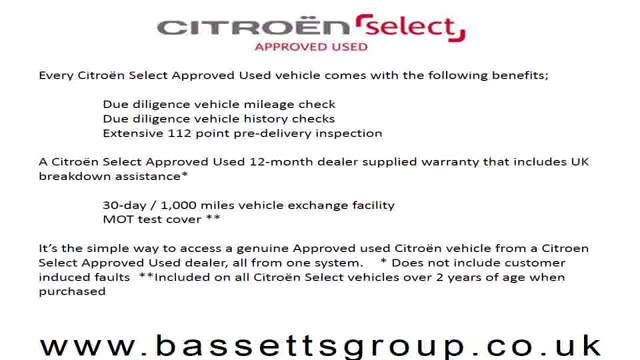 CITROËN select
APPROVED USED
Every Citroën Select Approved Used vehicle comes with the following benefits;
Due diligence vehicle mileage check
Due diligence vehicle history checks
Extensive 112 point pre-delivery inspection
A Citroën Select Approved Used 12-month dealer supplied warranty that includes UK
breakdown assistance*
30-day / 1,000 miles vehicle exchange facility
MOT test cover **
It’s the simple way to access a genuine Approved used Citroën vehicle from a Citroen
Select Approved Used dealer, all from one system. * Does not include customer
induced faults **Included on all Citroën Select vehicles over 2 years of age when
purchased
www.bassettsgroup.co.uk